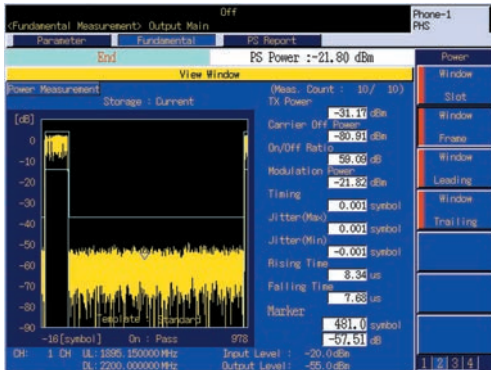 Off
Phone-1
PHS
<Fundamental Measurement> Output Main
Parameter Fundamental PS Report
End PS Power :-21.80 dBm Power
View Window
Power Measurement (Meas. Count : 10/ 10)
Storage : Current
TX Power
-31.17 dBm
Carrier Off Power
-80.91 dBm
On/Off Ratio
59.09 dB
Modulation Power
-21.82 dBm
Timing
0.001 symbol
Jitter(Max)
0.001 symbol
Jitter(Min)
-0.001 symbol
Rising Time
8.34 us
Falling Time
7.68 us
Marker
481.0 symbol
-57.51 dB
[dB]
0
-10
-20
-30
-40
-50
-60
-70
-80
-90
Template : Standard
-16[symbol] On : Pass 978
CH: 1 CH UL: 1895.150000MHz Input Level : -20.0dBm
DL: 2200.000000MHz Output Level: -55.0dBm
Window
Slot
Window
Frame
Window
Leading
Window
Trailing
1 2 3 4